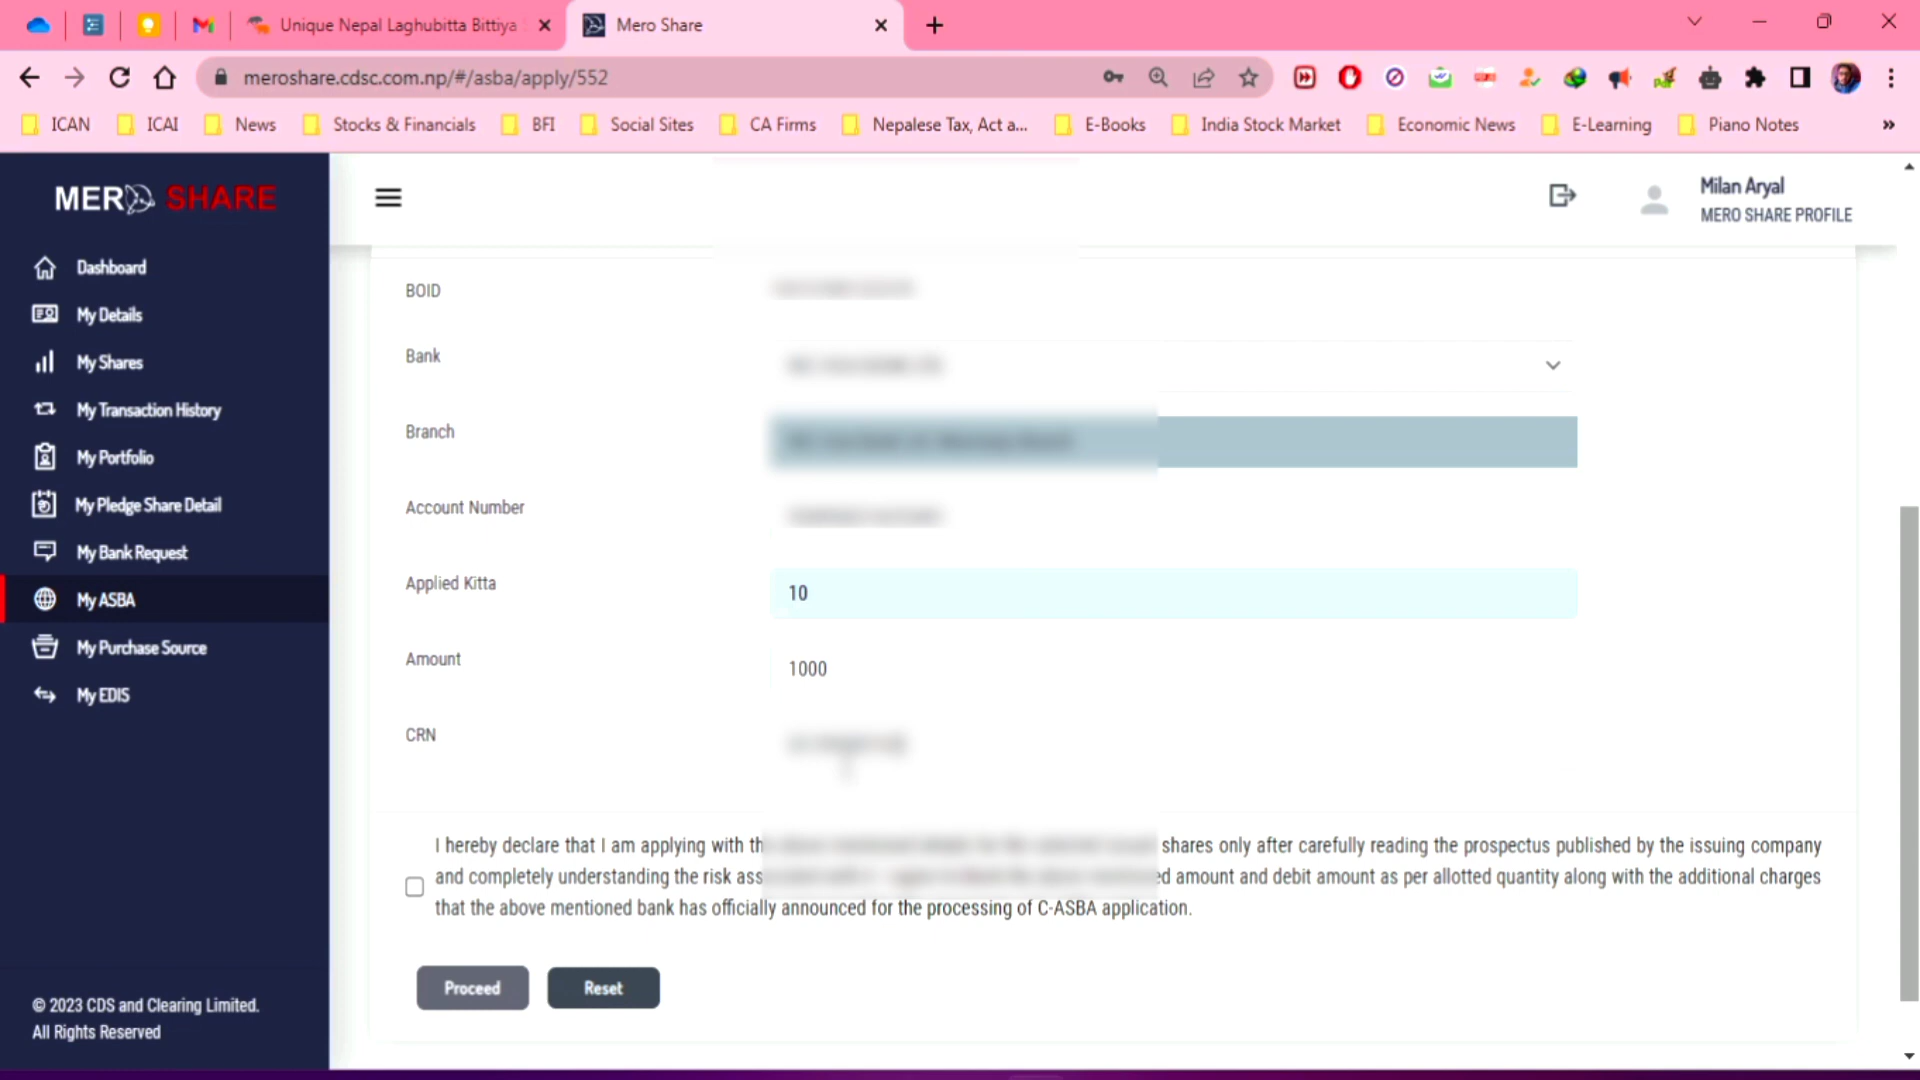 Unique Nepal Laghubitta Bittiya
Mero Share
meroshare.cdsc.com.np/#/asba/apply/552
ICAN
ICAI
News
Stocks & Financials
BFI
Social Sites
CA Firms
Nepalese Tax, Act a...
E-Books
India Stock Market
Economic News
E-Learning
Piano Notes
»
MERO SHARE
Milan Aryal
MERO SHARE PROFILE
Dashboard
My Details
My Shares
My Transaction History
My Portfolio
My Pledge Share Detail
My Bank Request
My ASBA
My Purchase Source
My EDIS
© 2023 CDS and Clearing Limited.
All Rights Reserved
BOID
Bank
Branch
Account Number
Applied Kitta
10
Amount
1000
CRN
I hereby declare that I am applying with shares only after carefully reading the prospectus published by the issuing company
and completely understanding the risk amount and debit amount as per allotted quantity along with the additional charges
that the above mentioned bank has officially announced for the processing of C-ASBA application.
Proceed
Reset